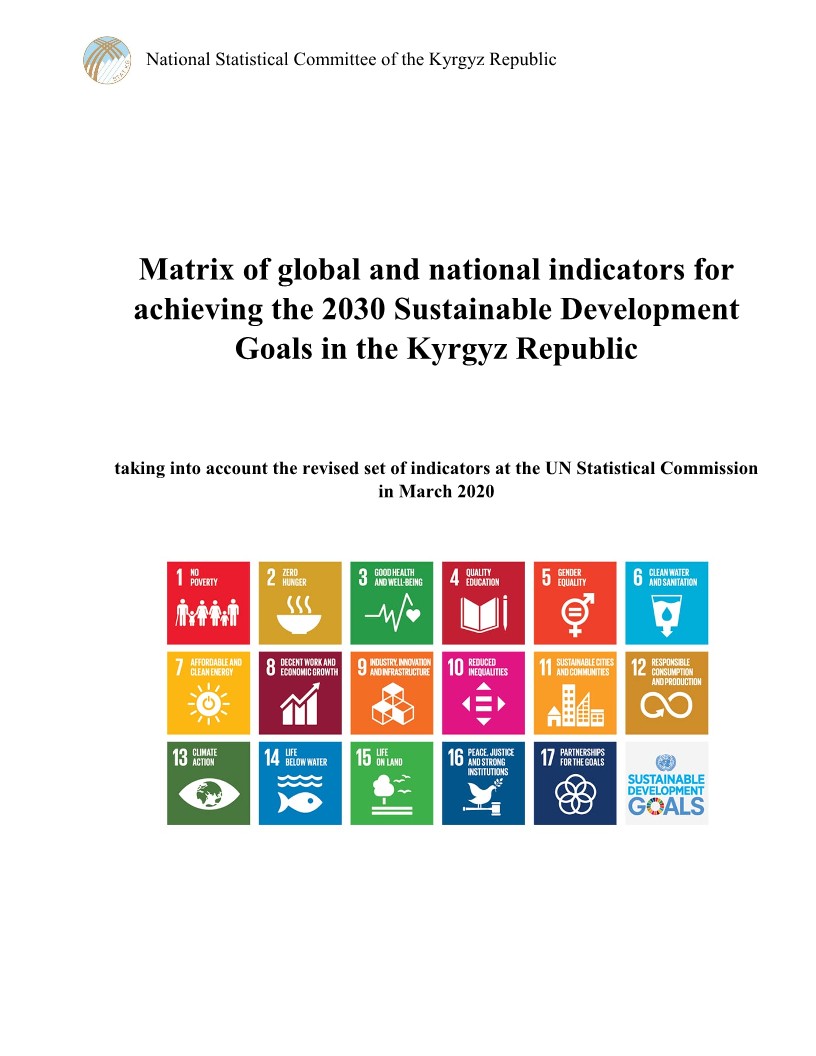 National Statistical Committee of the Kyrgyz Republic
Matrix of global and national indicators for
achieving the 2030 Sustainable Development
Goals in the Kyrgyz Republic
taking into account the revised set of indicators at the UN Statistical Commission
in March 2020
1 NO
POVERTY
2 ZERO
HUNGER
3 GOOD HEALTH
AND WELL-BEING
4 QUALITY
EDUCATION
5 GENDER
EQUALITY
6 CLEAN WATER
AND SANITATION
7 AFFORDABLE AND
CLEAN ENERGY
8 DECENT WORK AND
ECONOMIC GROWTH
9 INDUSTRY, INNOVATION
AND INFRASTRUCTURE
10 REDUCED
INEQUALITIES
11 SUSTAINABLE CITIES
AND COMMUNITIES
12 RESPONSIBLE
CONSUMPTION
AND PRODUCTION
13 CLIMATE
ACTION
14 LIFE
BELOW WATER
15 LIFE
ON LAND
16 PEACE, JUSTICE
AND STRONG
INSTITUTIONS
17 PARTNERSHIPS
FOR THE GOALS
SUSTAINABLE
DEVELOPMENT
GOALS